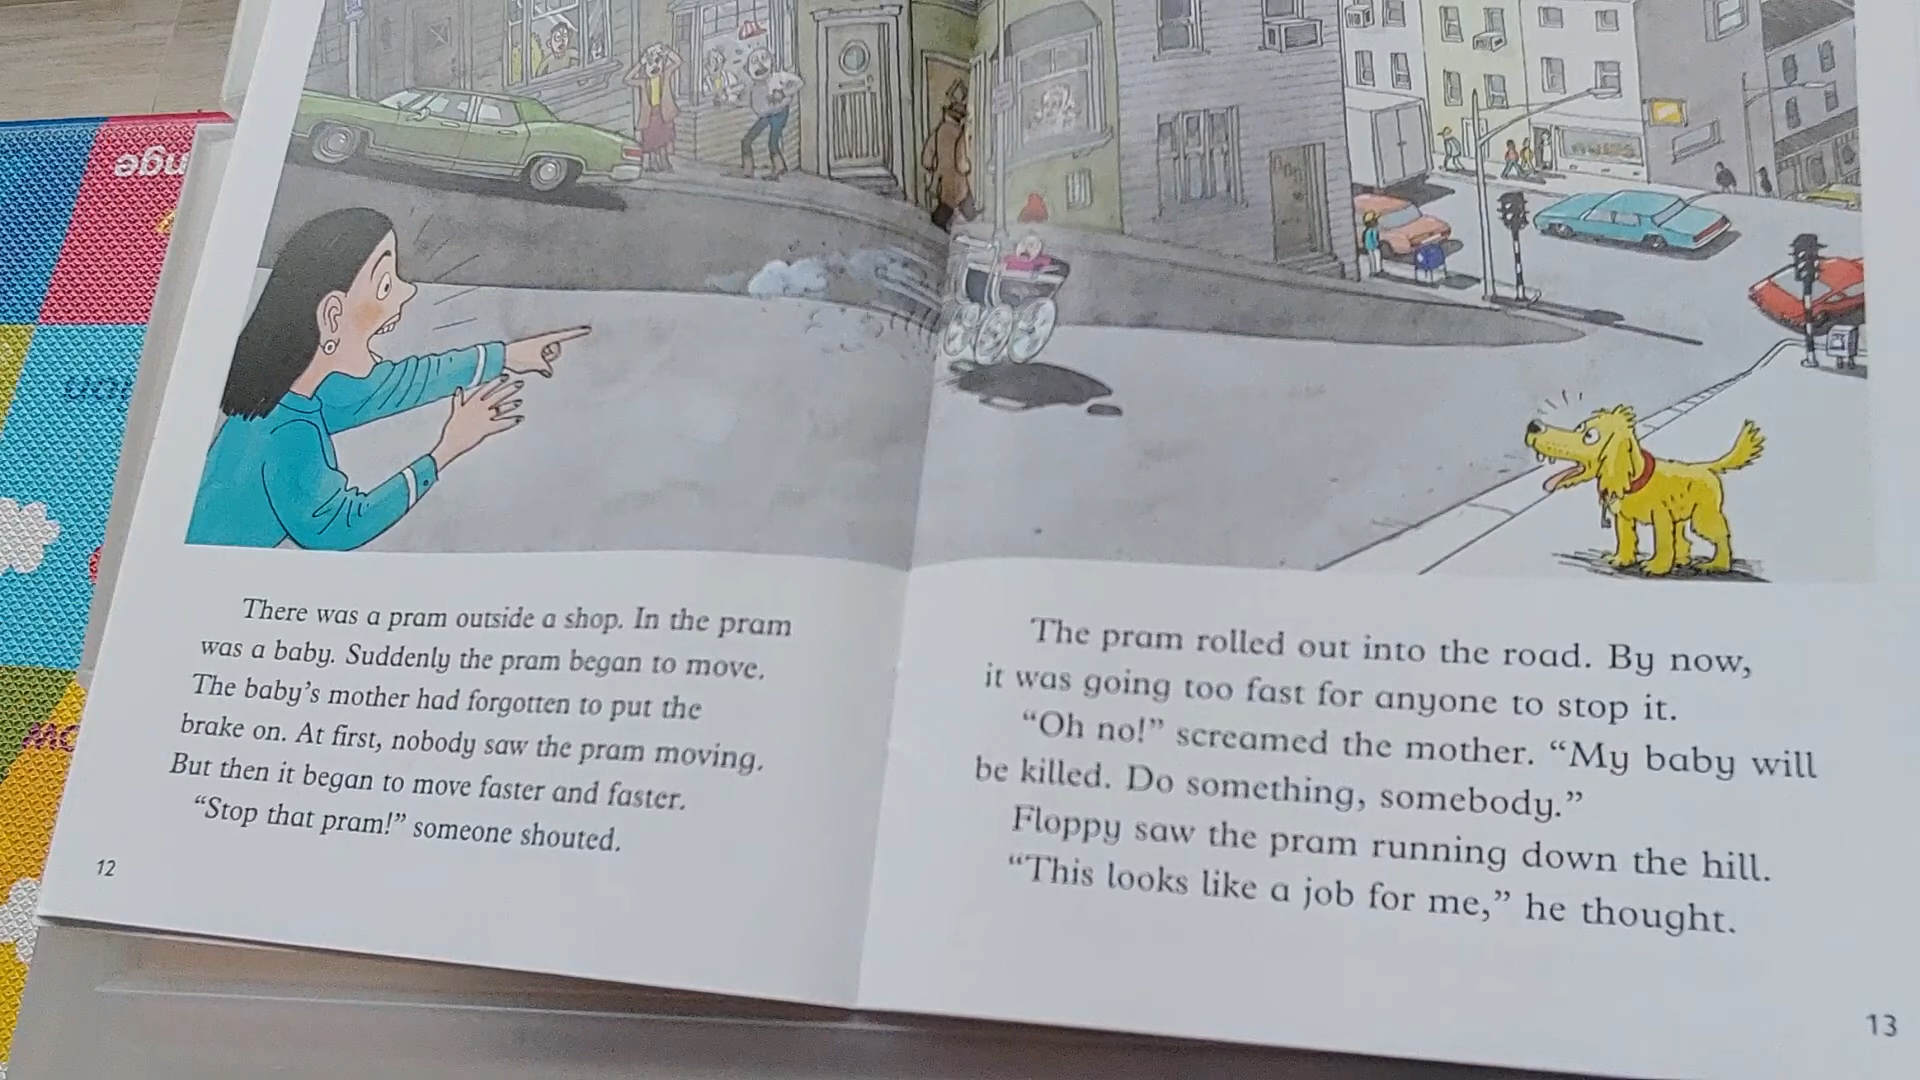 There was a pram outside a shop. In the pram
was a baby. Suddenly the pram began to move.
The baby's mother had forgotten to put the
brake on. At first, nobody saw the pram moving.
But then it began to move faster and faster.
“Stop that pram!” someone shouted.
12
The pram rolled out into the road. By now,
it was going too fast for anyone to stop it.
“Oh no!” screamed the mother. “My baby will
be killed. Do something, somebody.”
Floppy saw the pram running down the hill.
“This looks like a job for me,” he thought.
13